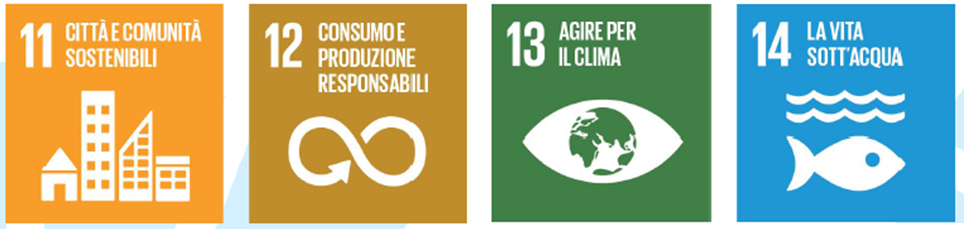 11 CITTÀ E COMUNITÀ
SOSTENIBILI
12 CONSUMO E
PRODUZIONE
RESPONSABILI
13 AGIRE PER
IL CLIMA
14 LA VITA
SOTT'ACQUA